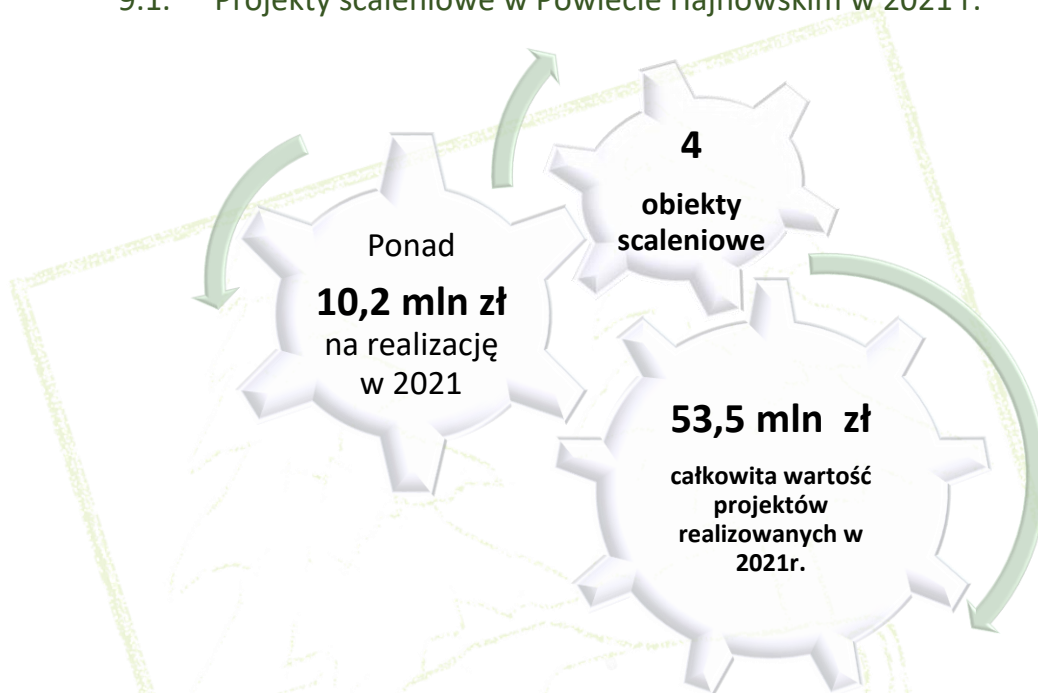 9.1. Projekty scaleniowe w Powiecie Hajnowskim w 2021 r.
4
obiekty
scaleniowe
Ponad
10,2 mln zł
na realizację
w 2021
53,5 mln zł
całkowita wartość
projektów
realizowanych w
2021r.